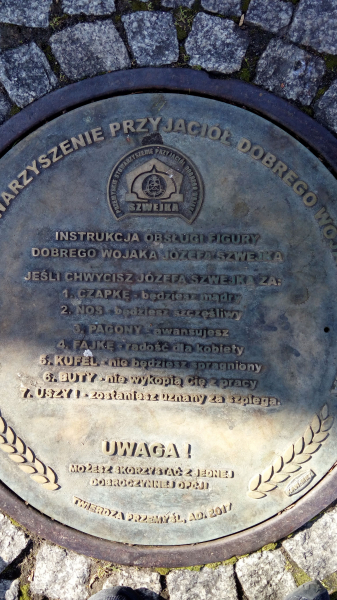 STOWARZYSZENIE PRZYJACIÓŁ DOBREGO WOJAKA
SZWEJKA
INSTRUKCJA OBSŁUGI FIGURY
DOBREGO WOJAKA JÓZEFA SZWEJKA
JEŚLI CHWYCISZ JÓZEFA SZWEJKA ZA:
1. CZAPKĘ - będziesz mądry
2. NOS - będziesz szczęśliwy
3. PAGONY - awansujesz
4. FAJKĘ - radość dla kobiety
5. KUFEL - nie będziesz spragniony
6. BUTY - nie wykopią Cię z pracy
7. USZY ! - zostaniesz uznany za szpiega.
UWAGA !
MOŻESZ SKORZYSTAĆ Z JEDNEJ
DOBROCZYNNEJ OPCJI
TWIERDZA PRZEMYŚL, A.D. 2017